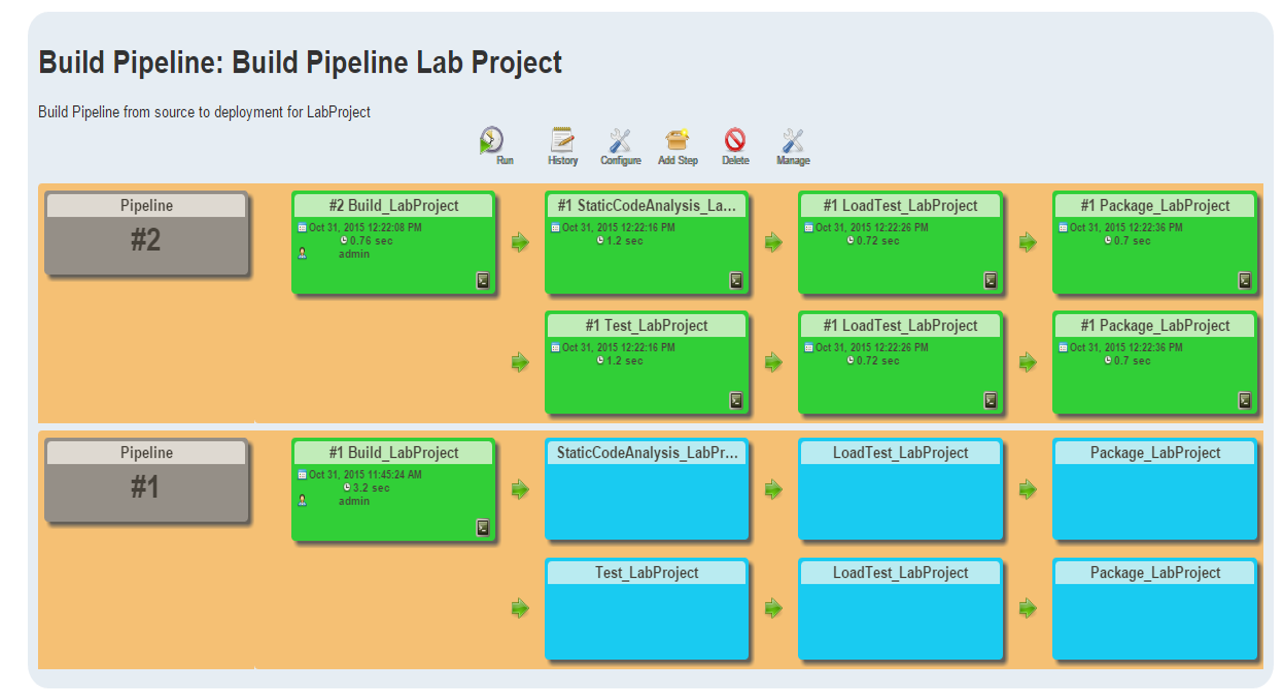 Build Pipeline: Build Pipeline Lab Project
Build Pipeline from source to deployment for LabProject
Run History Configure Add Step Delete Manage
Pipeline
#2
#2 Build_LabProject
Oct 31, 2015 12:22:08 PM
0.76 sec
admin
#1 StaticCodeAnalysis_La...
Oct 31, 2015 12:22:16 PM
1.2 sec
#1 LoadTest_LabProject
Oct 31, 2015 12:22:26 PM
0.72 sec
#1 Package_LabProject
Oct 31, 2015 12:22:36 PM
0.7 sec
#1 Test_LabProject
Oct 31, 2015 12:22:16 PM
1.2 sec
#1 LoadTest_LabProject
Oct 31, 2015 12:22:26 PM
0.72 sec
#1 Package_LabProject
Oct 31, 2015 12:22:36 PM
0.7 sec
Pipeline
#1
#1 Build_LabProject
Oct 31, 2015 11:45:24 AM
3.2 sec
admin
StaticCodeAnalysis_LabPr...
LoadTest_LabProject
Package_LabProject
Test_LabProject
LoadTest_LabProject
Package_LabProject